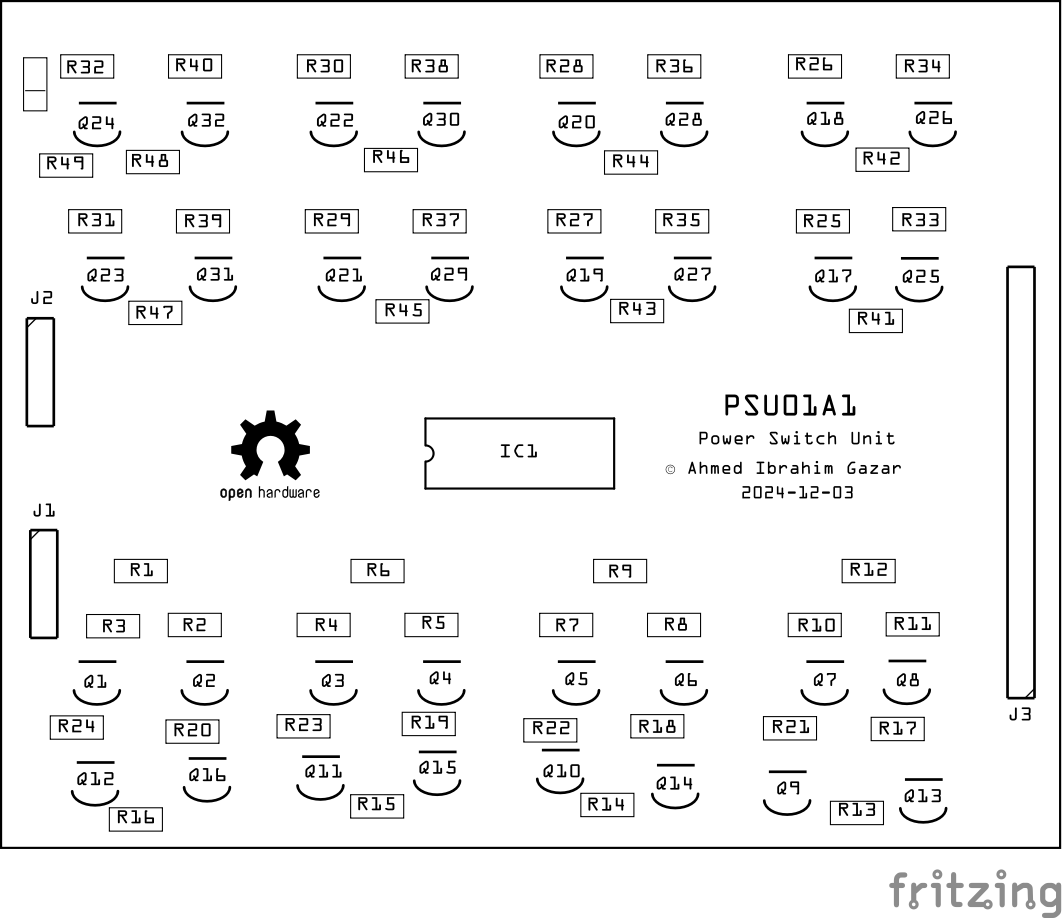 R32 R40 R30 R38 R28 R36 R26 R34
Q24 Q32 Q22 Q30 Q20 Q28 Q18 Q26
R49 R48 R46 R44 R42
R31 R39 R29 R37 R27 R35 R25 R33
Q23 Q31 Q21 Q29 Q19 Q27 Q17 Q25
J2
R47 R45 R43 R41
PSU01A1
Power Switch Unit
IC1
© Ahmed Ibrahim Gazar
open hardware
2024-12-03
J1
R1 R6 R9 R12
R3 R2 R4 R5 R7 R8 R10 R11
Q1 Q2 Q3 Q4 Q5 Q6 Q7 Q8
J3
R24 R20 R23 R19 R22 R18 R21 R17
Q12 Q16 Q11 Q15 Q10 Q14 Q9 Q13
R16 R15 R14 R13
fritzing